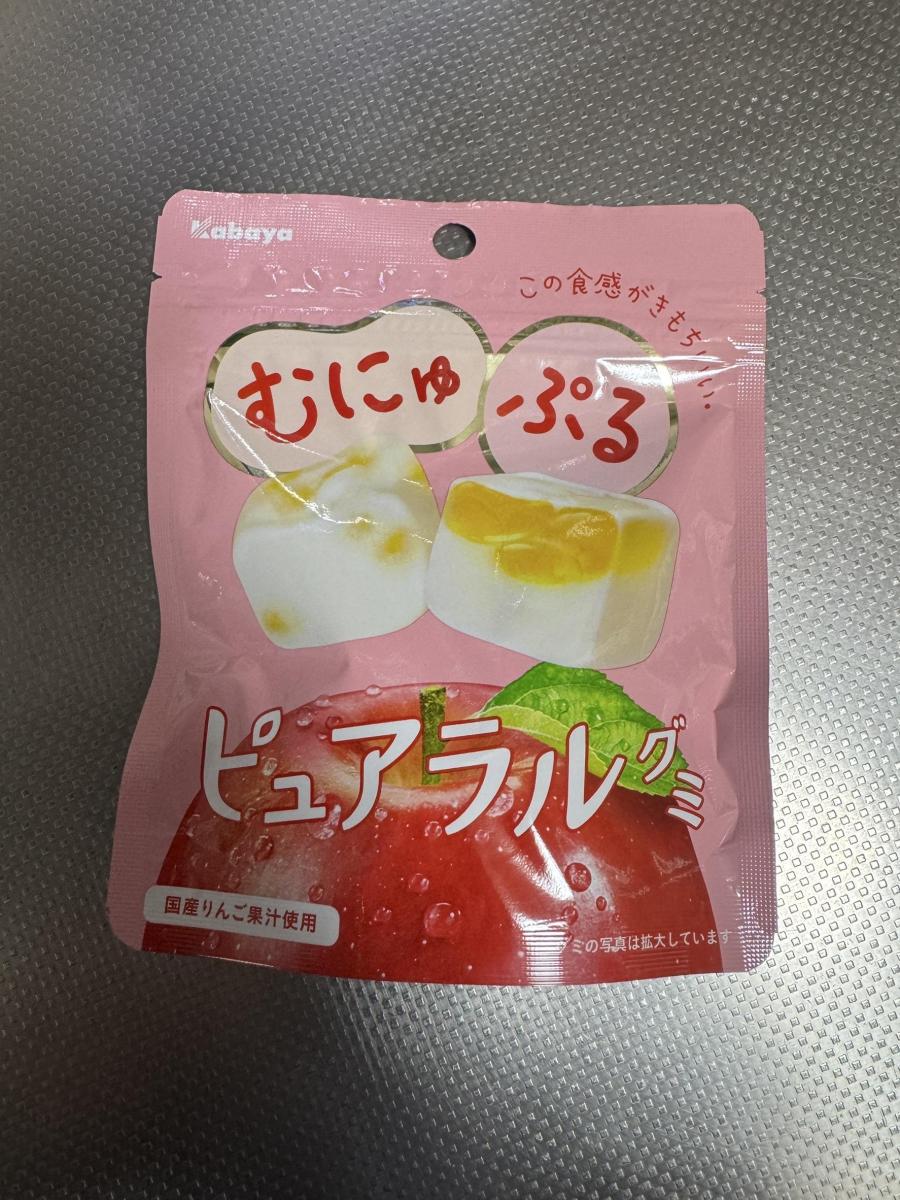 Kabaya
この食感がきもちいい。
むにゅ
ぷる
ピュアラルグミ
国産りんご果汁使用
グミの写真は拡大しています